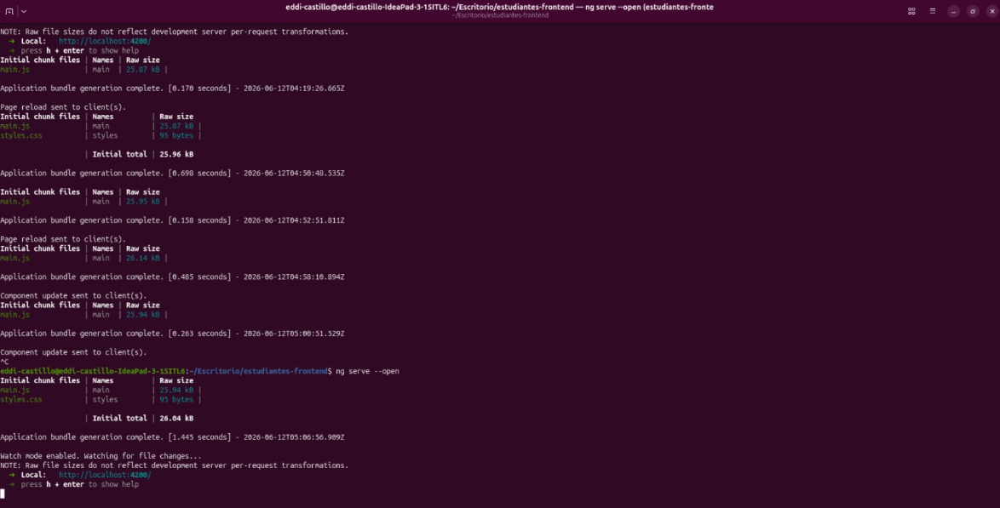 eddi-castillo@eddi-castillo-IdeaPad-3-15ITL6: ~/Escritorio/estudiantes-frontend — ng serve --open (estudiantes-fronte
~/Escritorio/estudiantes-frontend
NOTE: Raw file sizes do not reflect development server per-request transformations.
➜ Local: http://localhost:4200/
➜ press h + enter to show help
Initial chunk files | Names | Raw size
main.js | main | 25.87 kB |
Application bundle generation complete. [0.170 seconds] - 2026-06-12T04:19:26.665Z
Page reload sent to client(s).
Initial chunk files | Names | Raw size
main.js | main | 25.87 kB |
styles.css | styles | 95 bytes |
| Initial total | 25.96 kB
Application bundle generation complete. [0.698 seconds] - 2026-06-12T04:50:48.535Z
Initial chunk files | Names | Raw size
main.js | main | 25.95 kB |
Application bundle generation complete. [0.158 seconds] - 2026-06-12T04:52:51.811Z
Page reload sent to client(s).
Initial chunk files | Names | Raw size
main.js | main | 26.14 kB |
Application bundle generation complete. [0.485 seconds] - 2026-06-12T04:58:10.894Z
Component update sent to client(s).
Initial chunk files | Names | Raw size
main.js | main | 25.94 kB |
Application bundle generation complete. [0.263 seconds] - 2026-06-12T05:00:51.529Z
Component update sent to client(s).
^C
eddi-castillo@eddi-castillo-IdeaPad-3-15ITL6:~/Escritorio/estudiantes-frontend$ ng serve --open
Initial chunk files | Names | Raw size
main.js | main | 25.94 kB |
styles.css | styles | 95 bytes |
| Initial total | 26.04 kB
Application bundle generation complete. [1.445 seconds] - 2026-06-12T05:06:56.909Z
Watch mode enabled. Watching for file changes...
NOTE: Raw file sizes do not reflect development server per-request transformations.
➜ Local: http://localhost:4200/
➜ press h + enter to show help